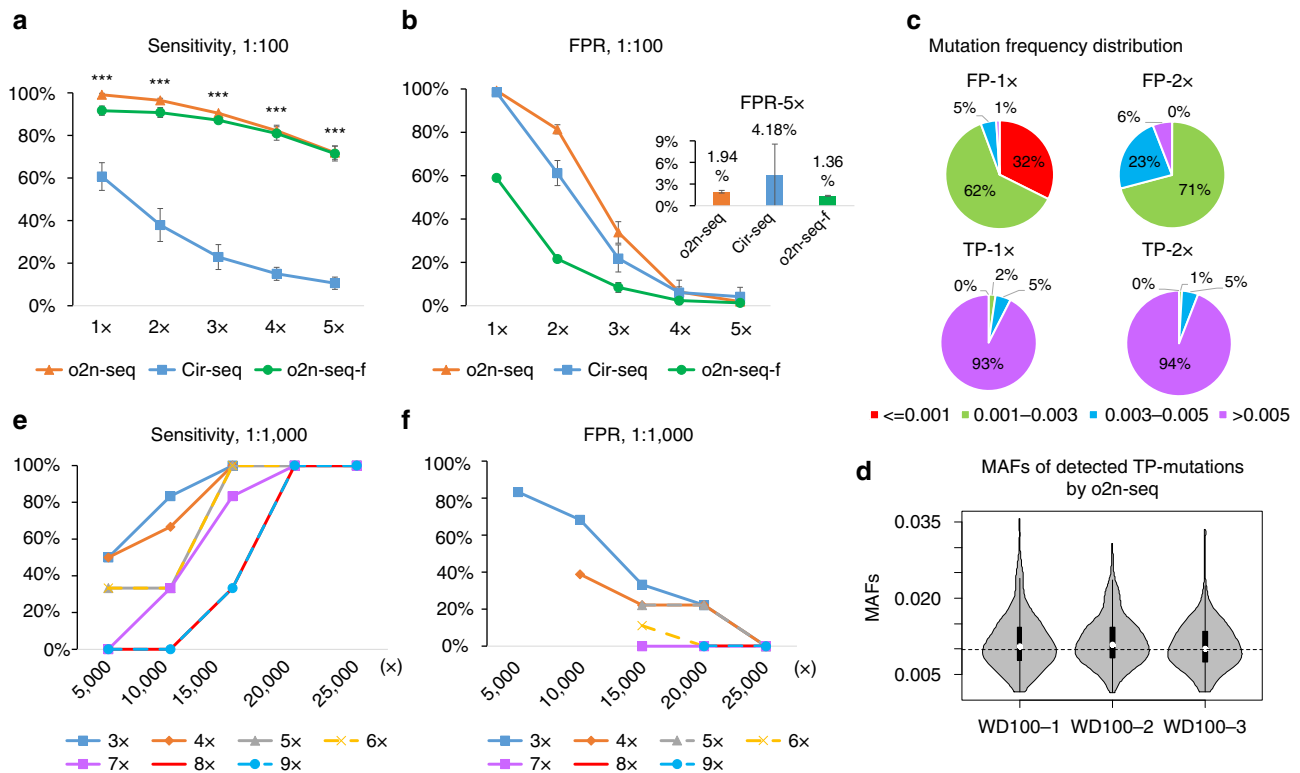 a
Sensitivity, 1:100
100%
80%
60%
40%
20%
0%
*** *** *** *** ***
1× 2× 3× 4× 5×
o2n-seq Cir-seq o2n-seq-f
b
FPR, 1:100
100%
80%
60%
40%
20%
0%
1× 2× 3× 4× 5×
o2n-seq Cir-seq o2n-seq-f
FPR-5×
9%
6%
3%
0%
1.94 %
4.18%
1.36 %
o2n-seq
Cir-seq
o2n-seq-f
c
Mutation frequency distribution
FP-1×
5% 1%
32%
62%
FP-2×
6% 0%
23%
71%
TP-1×
0% 2% 5%
93%
TP-2×
0% 1% 5%
94%
<=0.001 0.001–0.003 0.003–0.005 >0.005
e
Sensitivity, 1:1,000
100%
80%
60%
40%
20%
0%
5,000 10,000 15,000 20,000 25,000 (×)
3× 4× 5× 6×
7× 8× 9×
f
FPR, 1:1,000
100%
80%
60%
40%
20%
0%
5,000 10,000 15,000 20,000 25,000 (×)
3× 4× 5× 6×
7× 8× 9×
d
MAFs of detected TP-mutations
by o2n-seq
MAFs
0.035
0.020
0.005
WD100–1 WD100–2 WD100–3